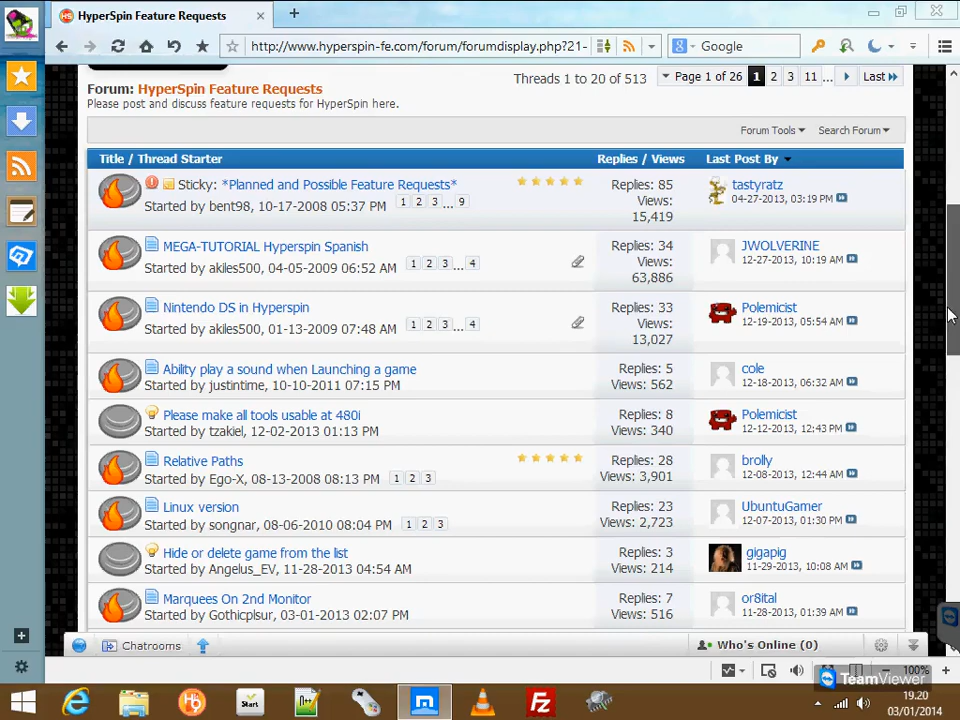 HyperSpin Feature Requests
http://www.hyperspin-fe.com/forum/forumdisplay.php?21-
Google
Threads 1 to 20 of 513
Page 1 of 26 1 2 3 11 ... Last
Forum: HyperSpin Feature Requests
Please post and discuss feature requests for HyperSpin here.
Forum Tools Search Forum
Title / Thread Starter Replies / Views Last Post By
Sticky: *Planned and Possible Feature Requests*
Started by bent98, 10-17-2008 05:37 PM 1 2 3 ... 9
Replies: 85
Views:
15,419
tastyratz
04-27-2013, 03:19 PM
MEGA-TUTORIAL Hyperspin Spanish
Started by akiles500, 04-05-2009 06:52 AM 1 2 3 ... 4
Replies: 34
Views:
63,886
JWOLVERINE
12-27-2013, 10:19 AM
Nintendo DS in Hyperspin
Started by akiles500, 01-13-2009 07:48 AM 1 2 3 ... 4
Replies: 33
Views:
13,027
Polemicist
12-19-2013, 05:54 AM
Ability play a sound when Launching a game
Started by justintime, 10-10-2011 07:15 PM
Replies: 5
Views: 562
cole
12-18-2013, 06:32 AM
Please make all tools usable at 480i
Started by tzakiel, 12-02-2013 01:13 PM
Replies: 8
Views: 340
Polemicist
12-12-2013, 12:43 PM
Relative Paths
Started by Ego-X, 08-13-2008 08:13 PM 1 2 3
Replies: 28
Views: 3,901
brolly
12-08-2013, 12:44 AM
Linux version
Started by songnar, 08-06-2010 08:04 PM 1 2 3
Replies: 23
Views: 2,723
UbuntuGamer
12-07-2013, 01:30 PM
Hide or delete game from the list
Started by Angelus_EV, 11-28-2013 04:54 AM
Replies: 3
Views: 214
gigapig
11-29-2013, 10:08 AM
Marquees On 2nd Monitor
Started by Gothicplsur, 03-01-2013 02:07 PM
Replies: 7
Views: 516
or8ital
11-28-2013, 01:39 AM
Chatrooms
Who's Online (0)
100%
TeamViewer
Start
19.20
03/01/2014